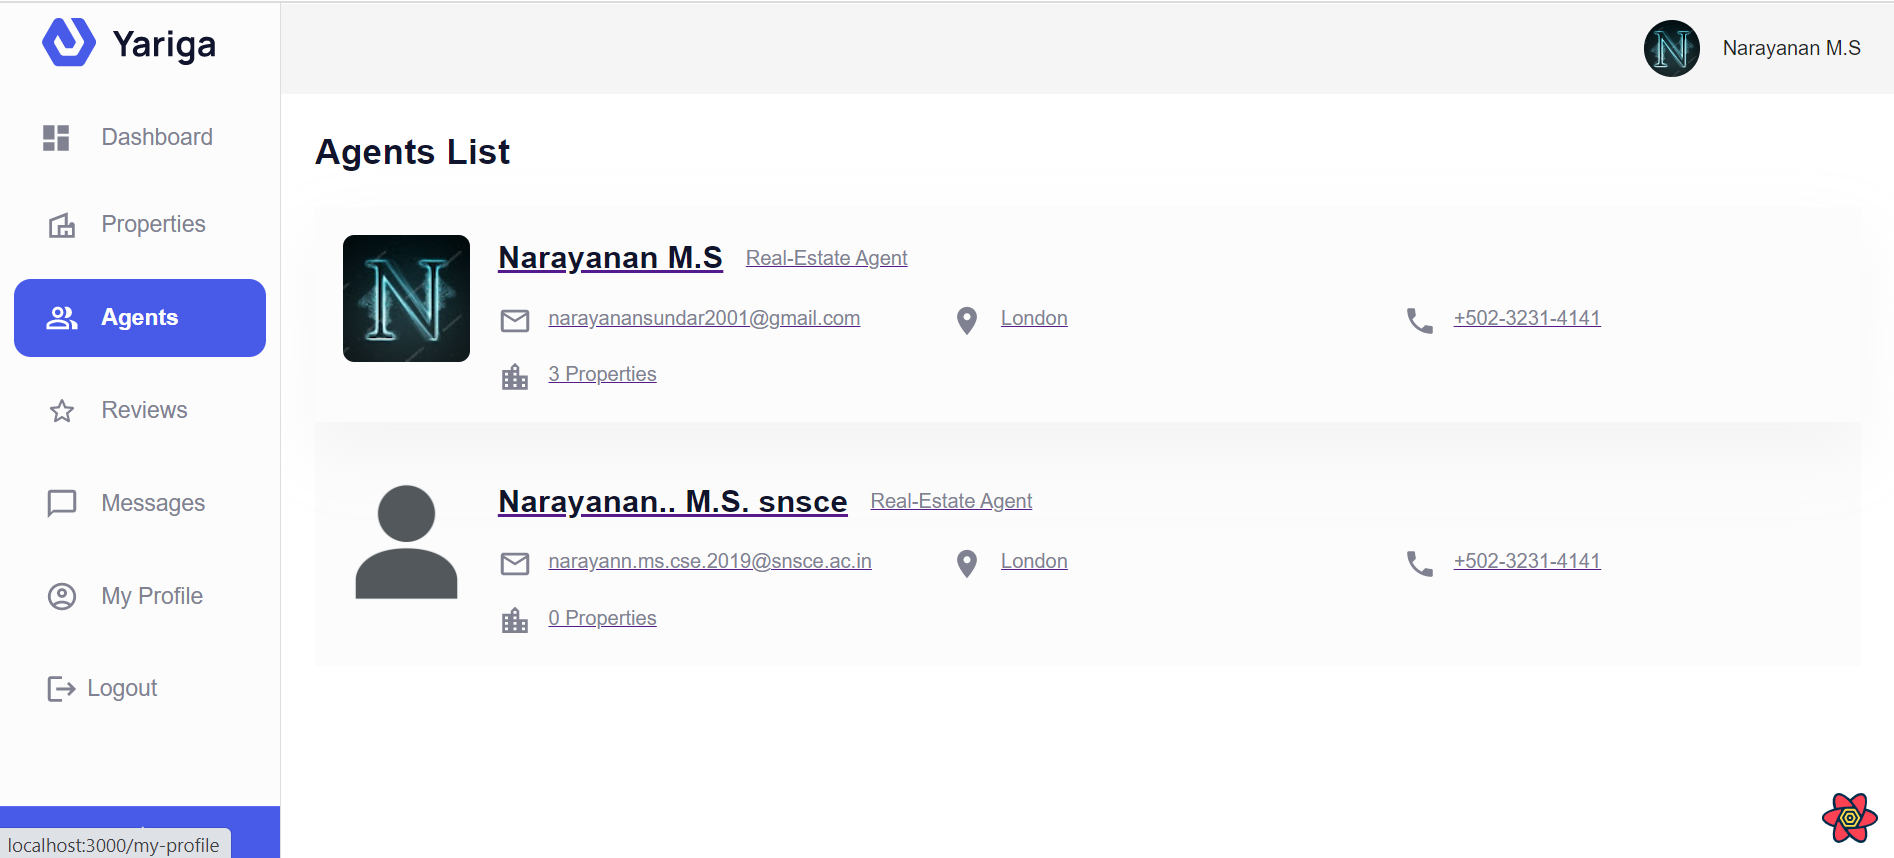 Yariga
Narayanan M.S
Dashboard
Properties
Agents
Reviews
Messages
My Profile
Logout
localhost:3000/my-profile
Agents List
N
Narayanan M.S Real-Estate Agent
narayanansundar2001@gmail.com London +502-3231-4141
3 Properties
Narayanan.. M.S. snsce Real-Estate Agent
narayann.ms.cse.2019@snsce.ac.in London +502-3231-4141
0 Properties